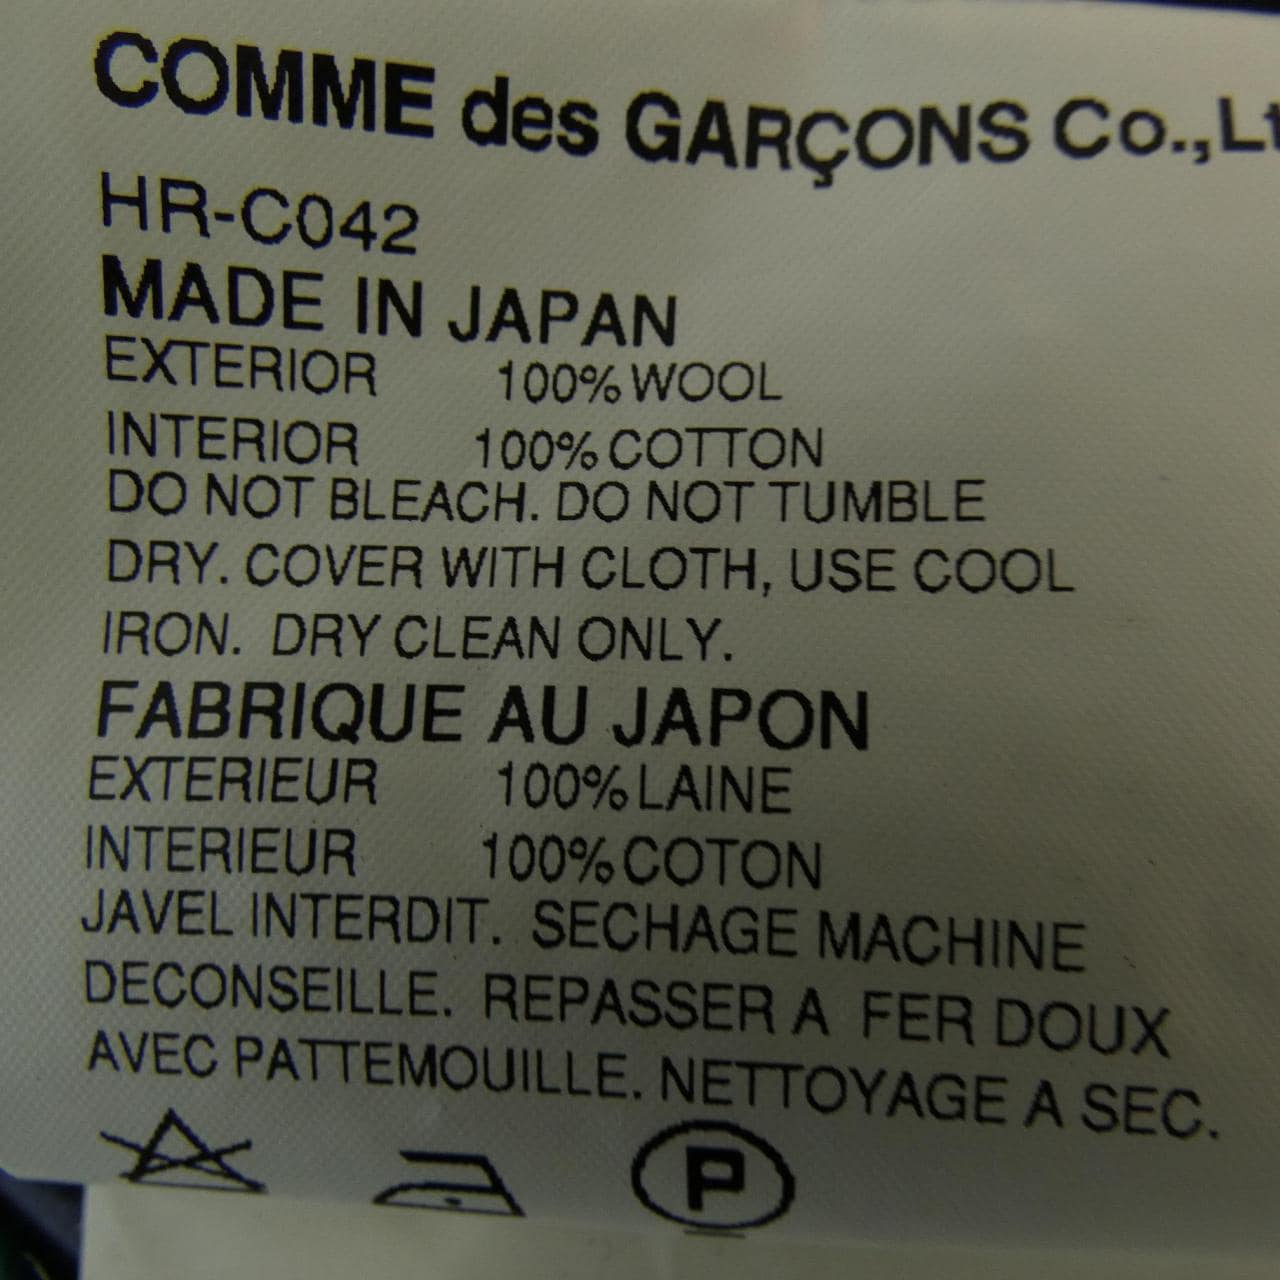 COMME des GARÇONS Co.,Lt
HR-C042
MADE IN JAPAN
EXTERIOR 100% WOOL
INTERIOR 100% COTTON
DO NOT BLEACH. DO NOT TUMBLE
DRY. COVER WITH CLOTH, USE COOL
IRON. DRY CLEAN ONLY.
FABRIQUE AU JAPON
EXTERIEUR 100% LAINE
INTERIEUR 100% COTON
JAVEL INTERDIT. SECHAGE MACHINE
DECONSEILLE. REPASSER A FER DOUX
AVEC PATTEMOUILLE. NETTOYAGE A SEC.
P